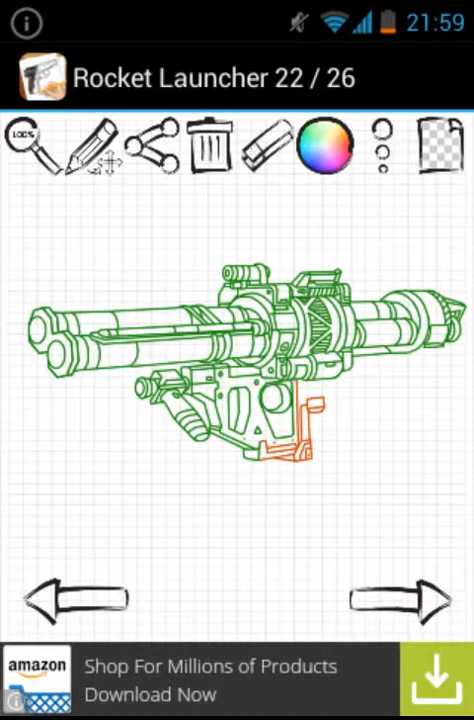 21:59
Rocket Launcher 22 / 26
100%
amazon
Shop For Millions of Products
Download Now